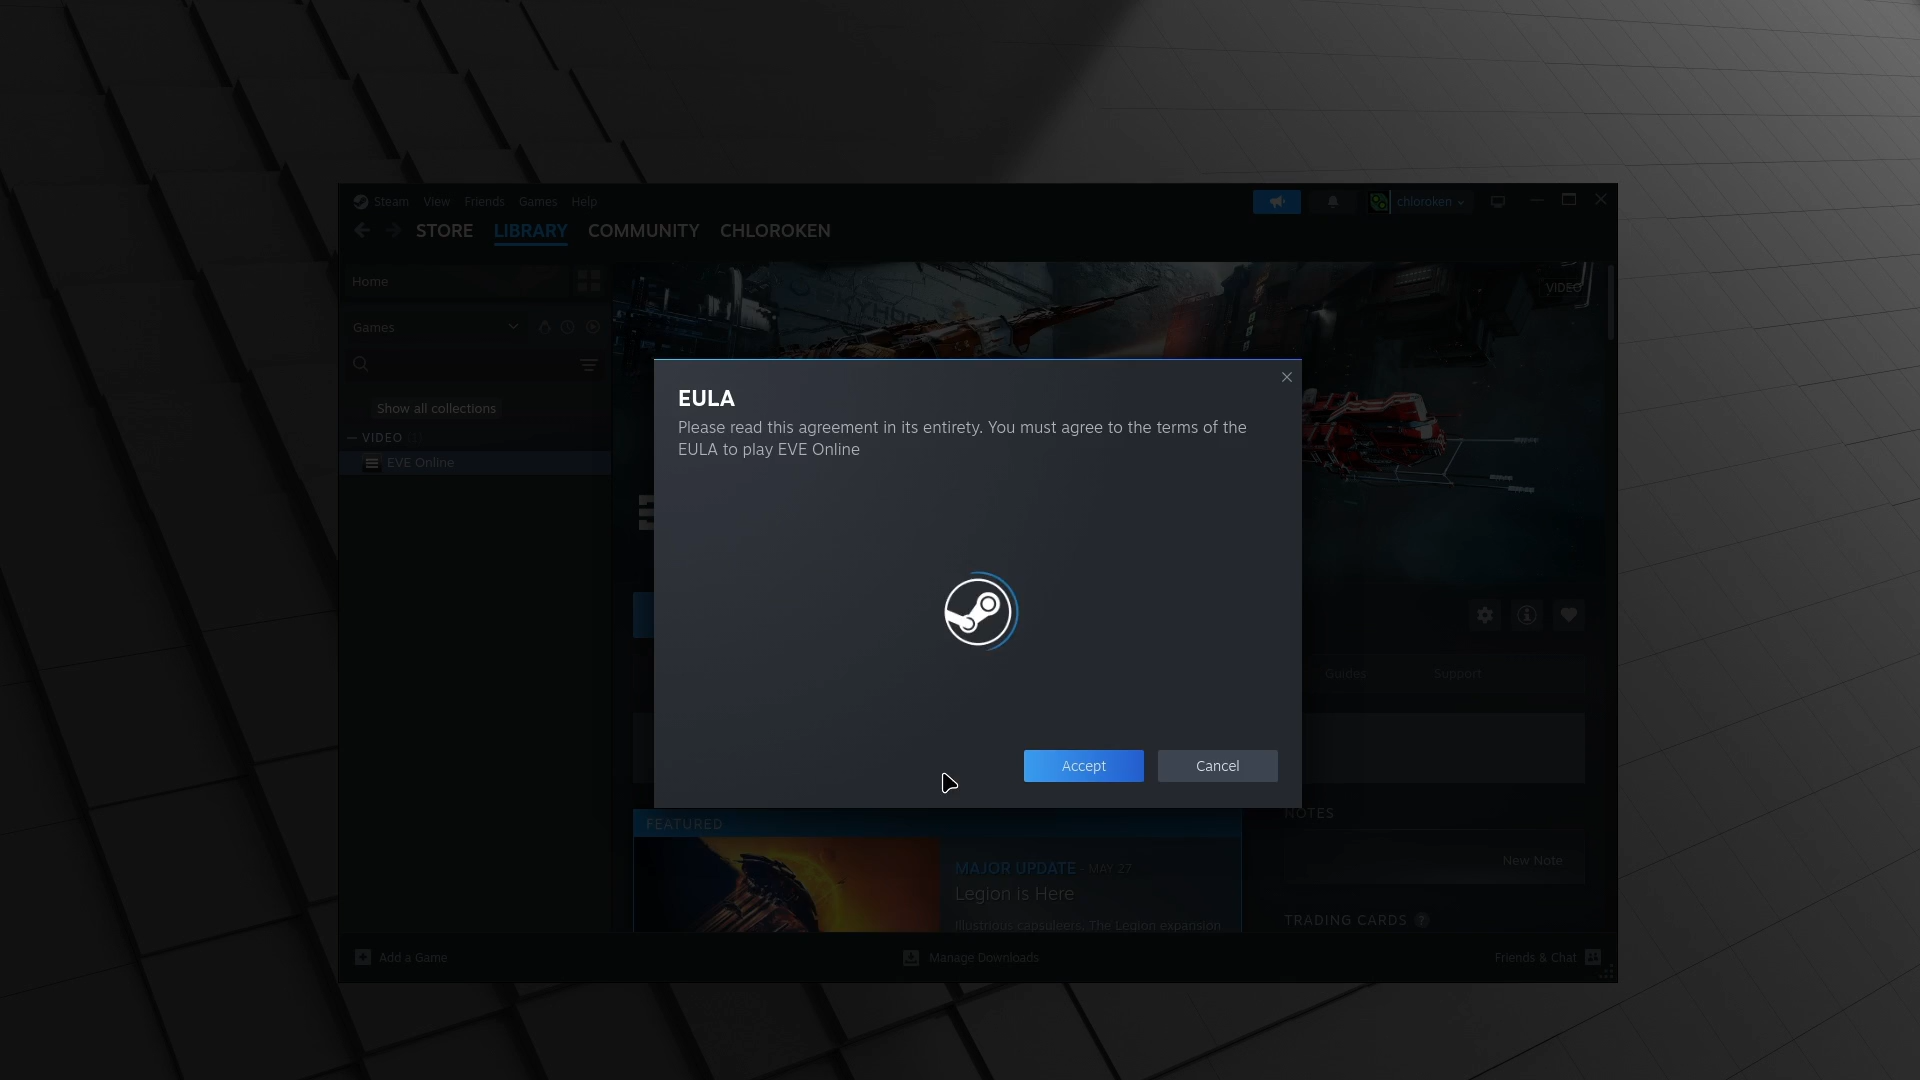 Steam View Friends Games Help
chloroken
STORE LIBRARY COMMUNITY CHLOROKEN
Home
VIDEO
Games
Show all collections
— VIDEO (1)
EVE Online
EULA
Please read this agreement in its entirety. You must agree to the terms of the
EULA to play EVE Online
Guides Support
Accept Cancel
NOTES
FEATURED
New Note
MAJOR UPDATE - MAY 27
Legion is Here
Illustrious capsuleers, The Legion expansion
TRADING CARDS ?
Add a Game
Manage Downloads
Friends & Chat